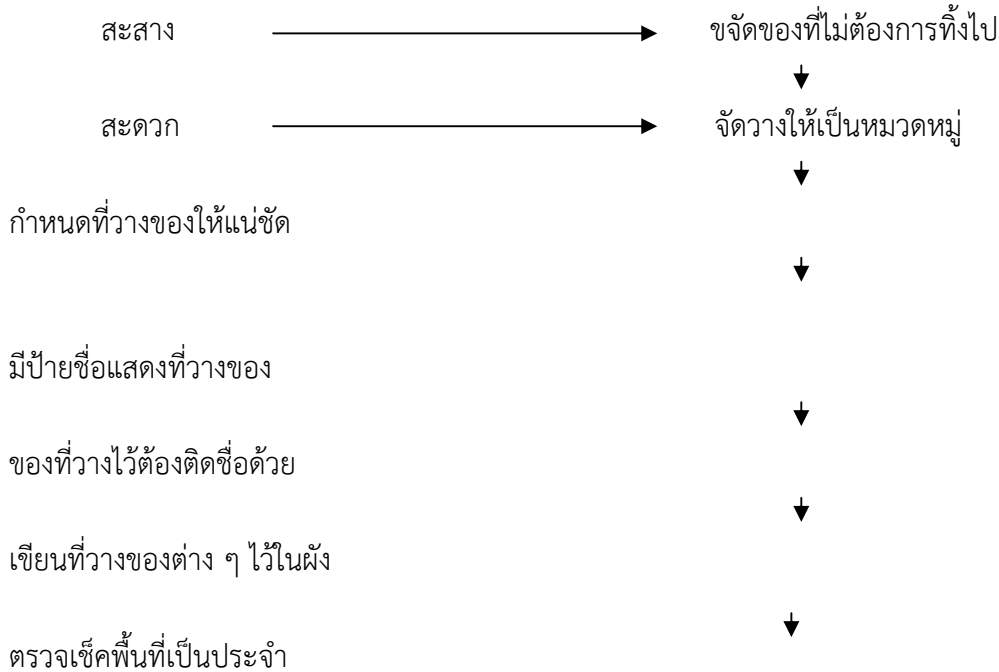 สะสาง ขจัดของที่ไม่ต้องการทิ้งไป
สะดวก จัดวางให้เป็นหมวดหมู่
กำหนดที่วางของให้แน่ชัด
มีป้ายชื่อแสดงที่วางของ
ของที่วางไว้ต้องติดชื่อด้วย
เขียนที่วางของต่าง ๆ ไว้ในผัง
ตรวจเช็คพื้นที่เป็นประจำ